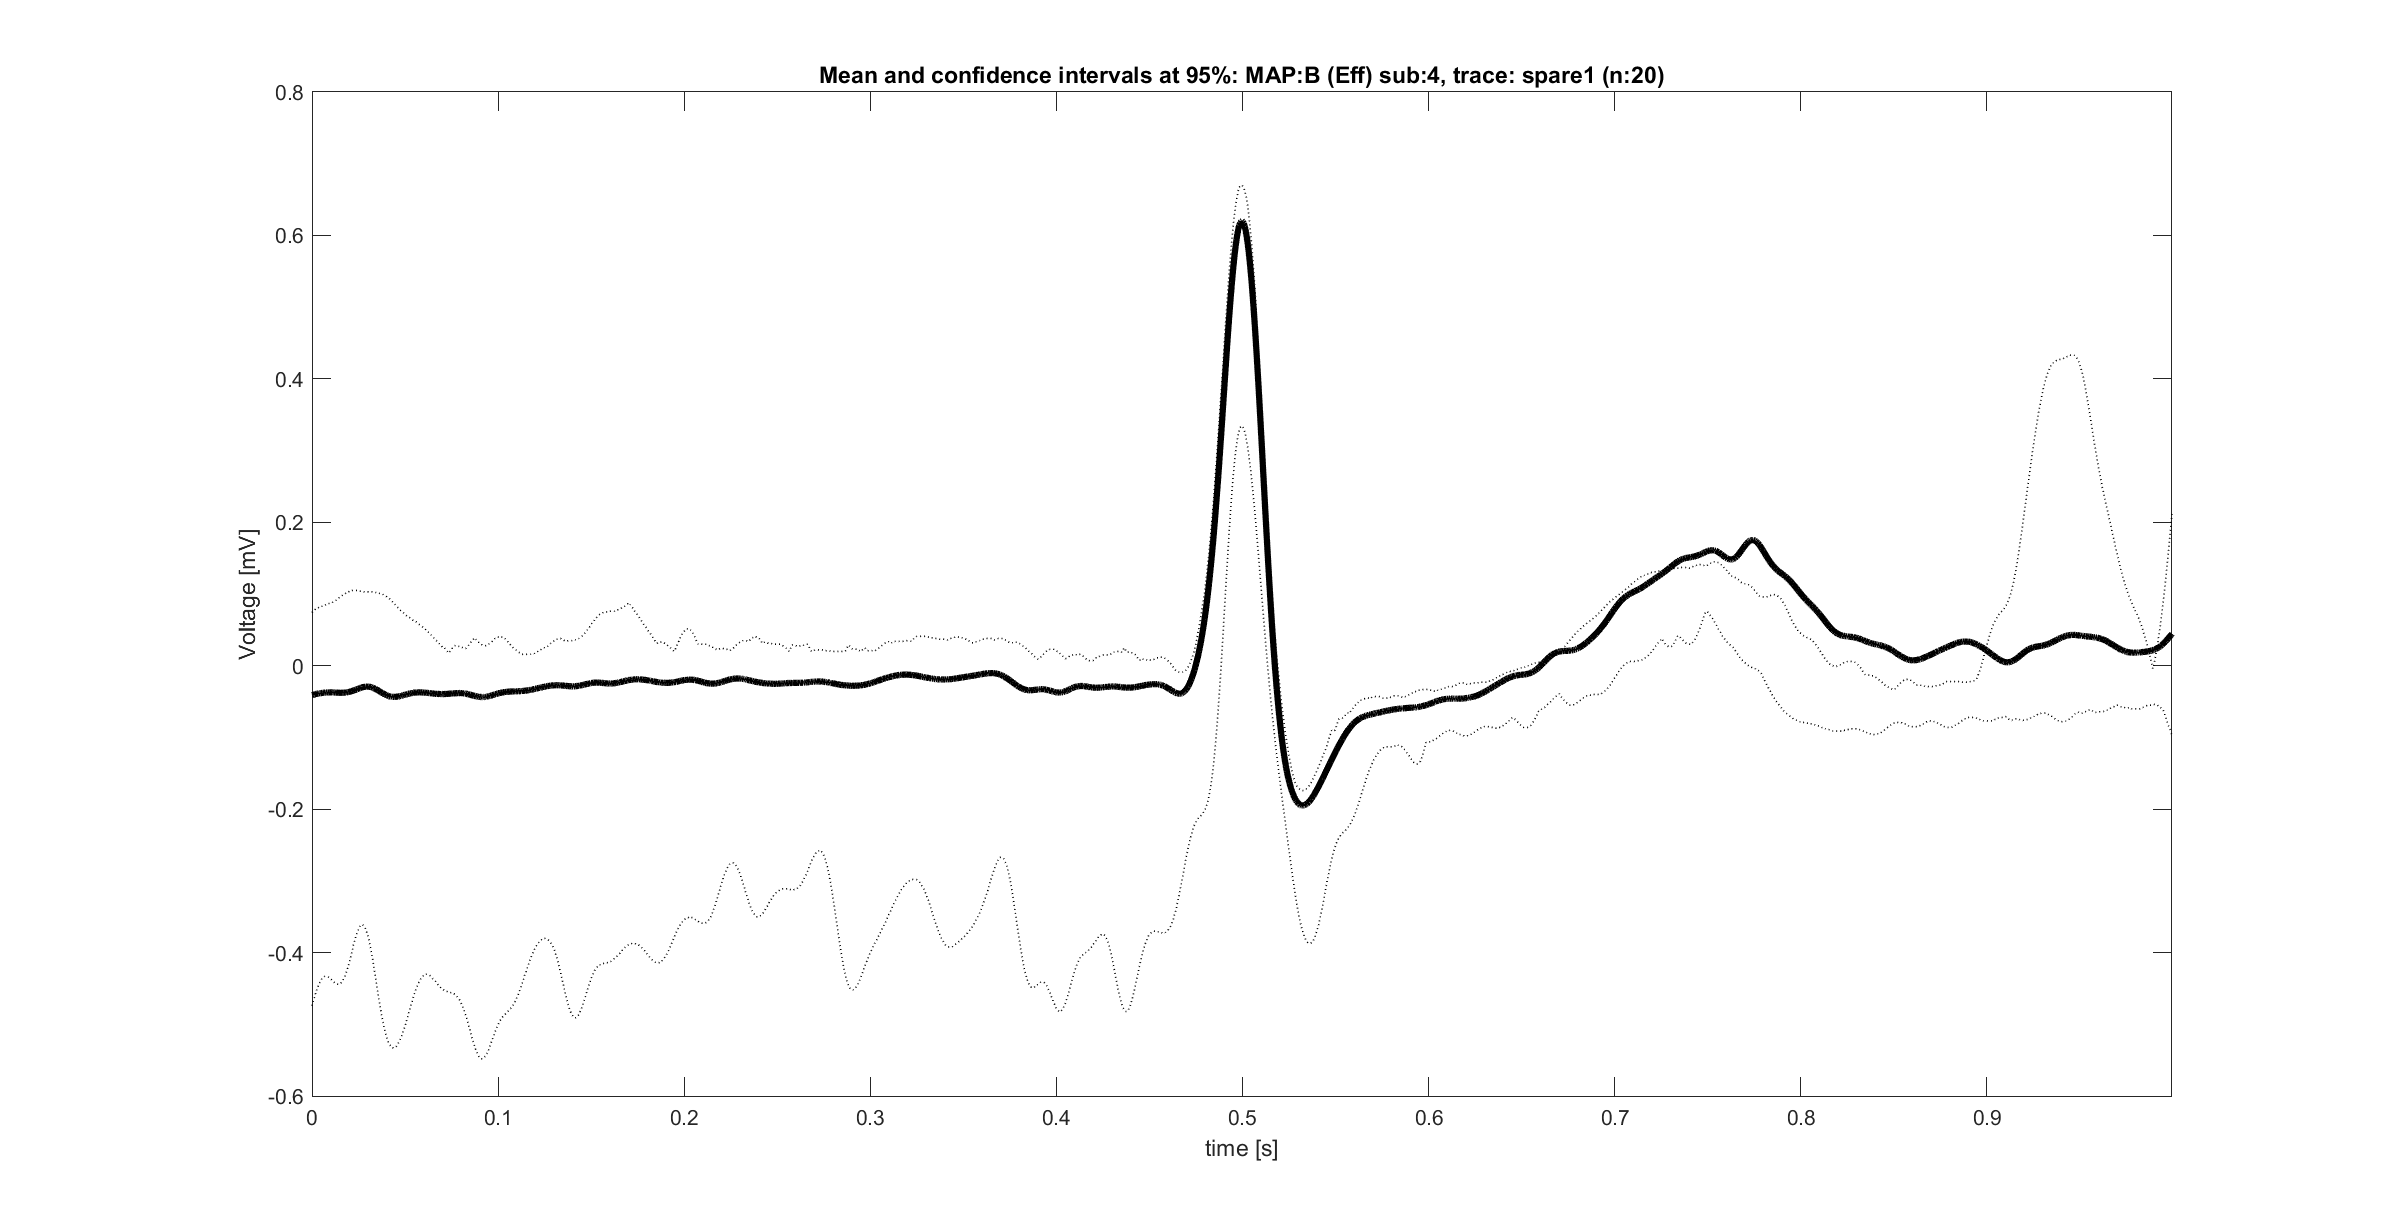 Mean and confidence intervals at 95%: MAP:B (Eff) sub:4, trace: spare1 (n:20)
0.8
0.6
0.4
0.2
0
-0.2
-0.4
-0.6
Voltage [mV]
0 0.1 0.2 0.3 0.4 0.5 0.6 0.7 0.8 0.9
time [s]